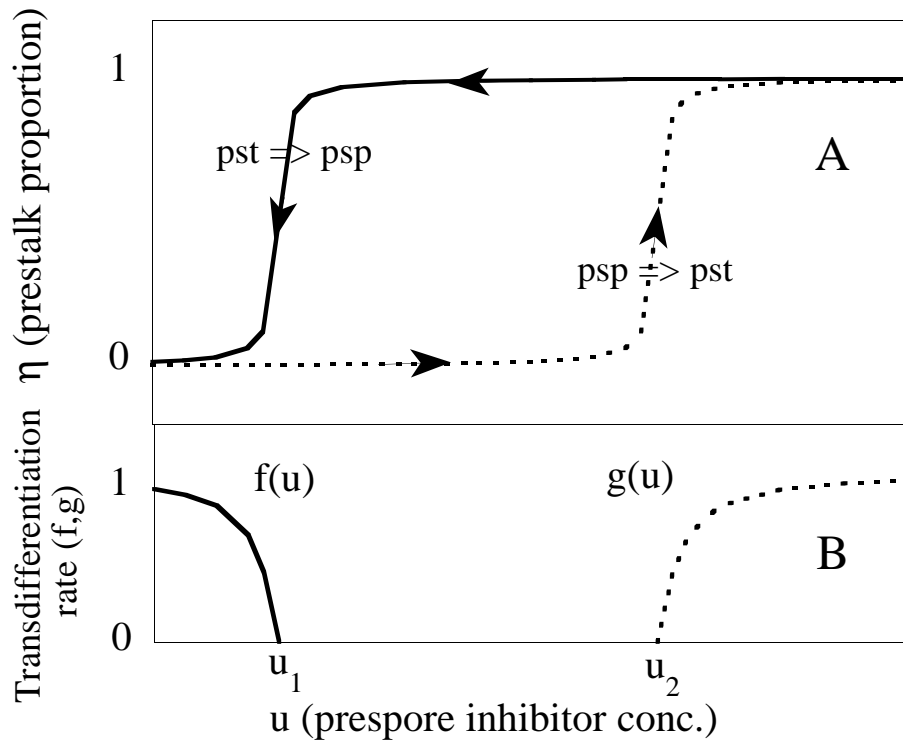 1
pst => psp
A
psp => pst
0
η (prestalk proportion)
1
f(u)
g(u)
B
0
Transdifferentiation
rate (f,g)
u₁
u₂
u (prespore inhibitor conc.)